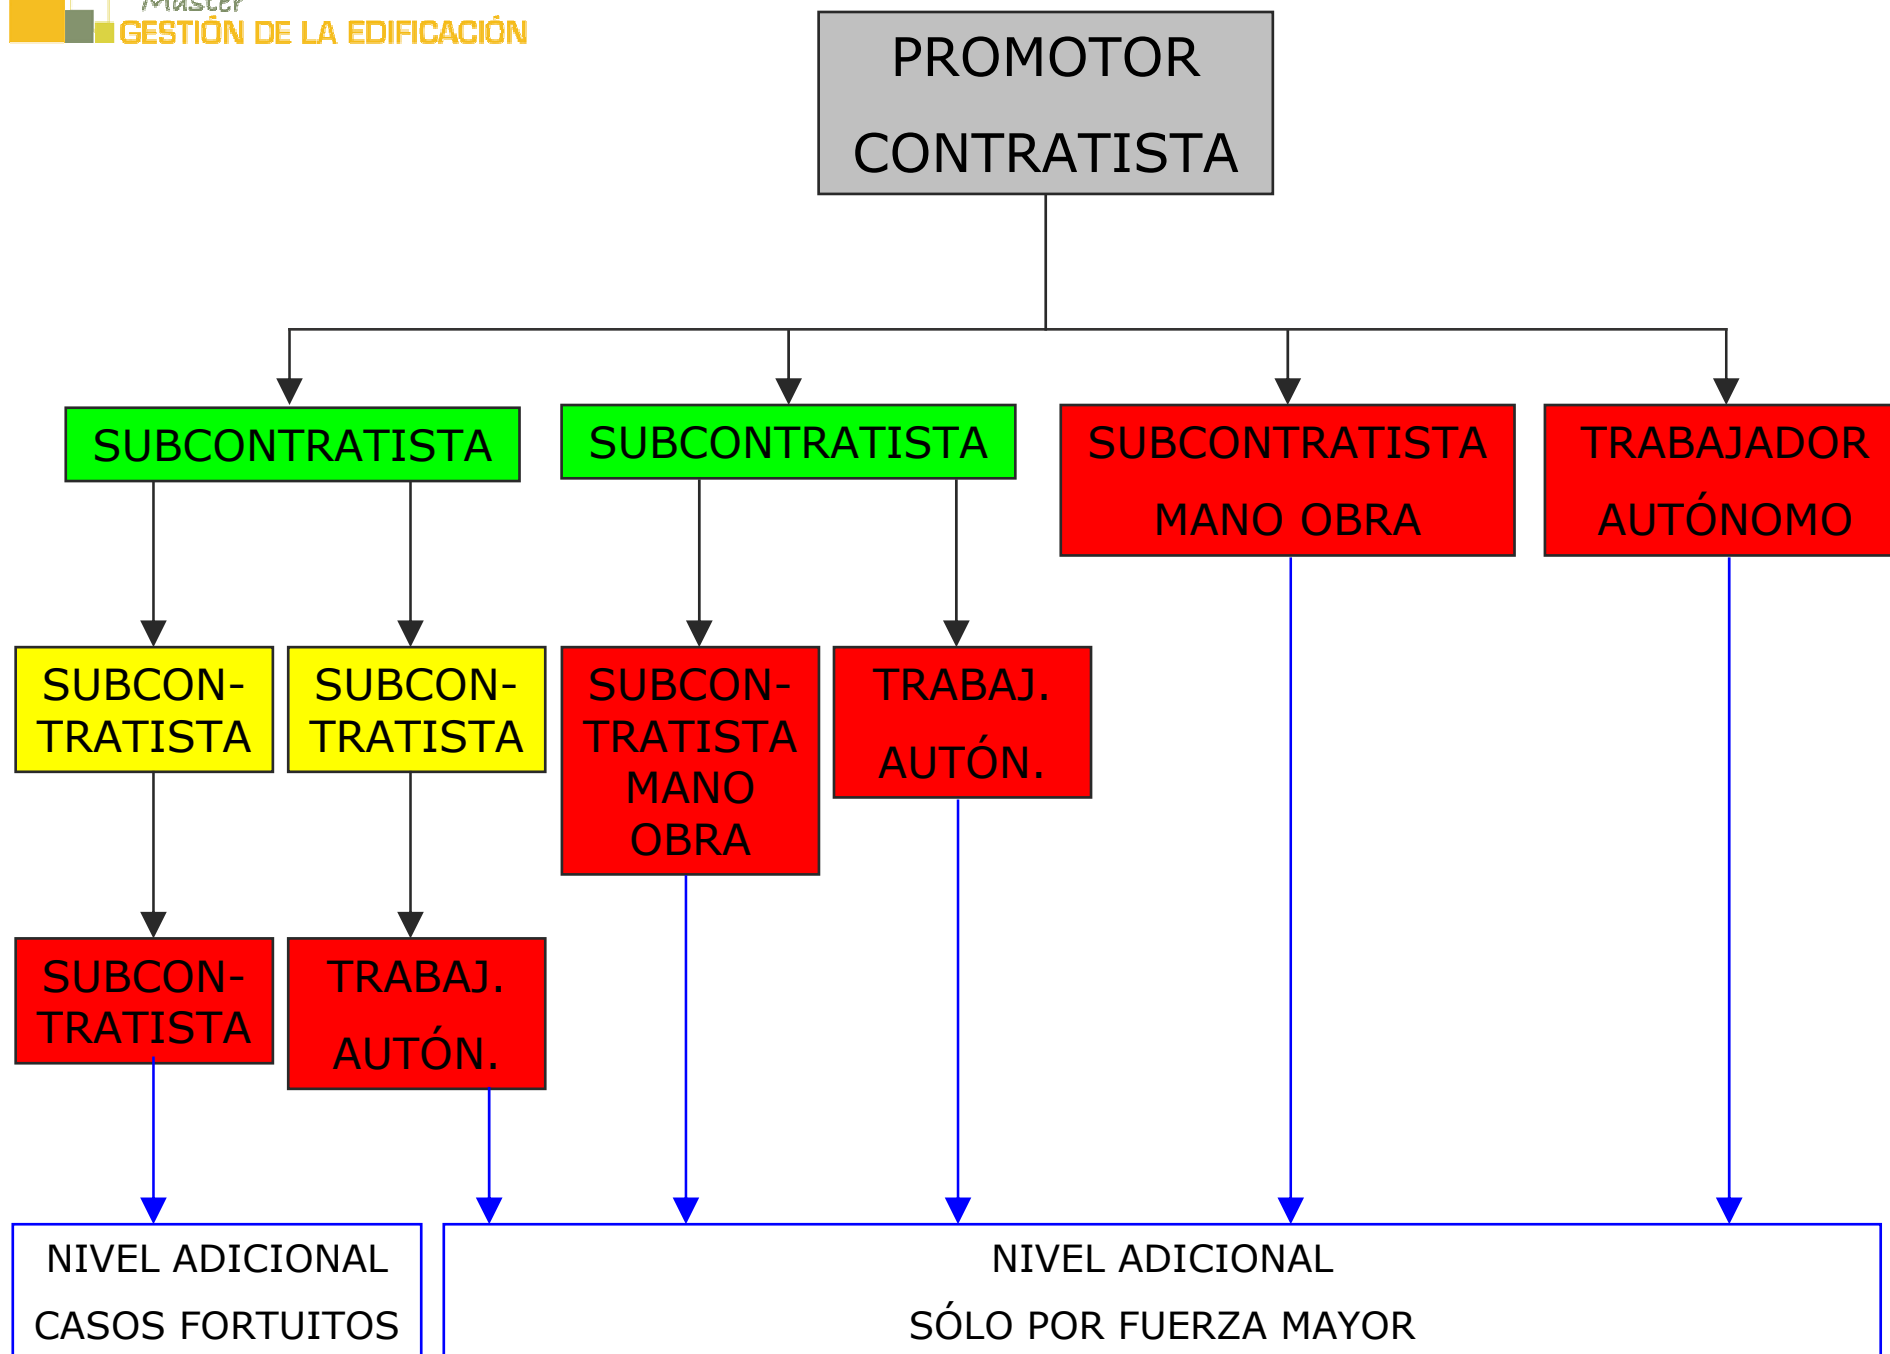 Máster
GESTIÓN DE LA EDIFICACIÓN
PROMOTOR
CONTRATISTA
SUBCONTRATISTA
SUBCONTRATISTA
SUBCONTRATISTA
MANO OBRA
TRABAJADOR
AUTÓNOMO
SUBCON-
TRATISTA
SUBCON-
TRATISTA
SUBCON-
TRATISTA
MANO
OBRA
TRABAJ.
AUTÓN.
SUBCON-
TRATISTA
TRABAJ.
AUTÓN.
NIVEL ADICIONAL
CASOS FORTUITOS
NIVEL ADICIONAL
SÓLO POR FUERZA MAYOR